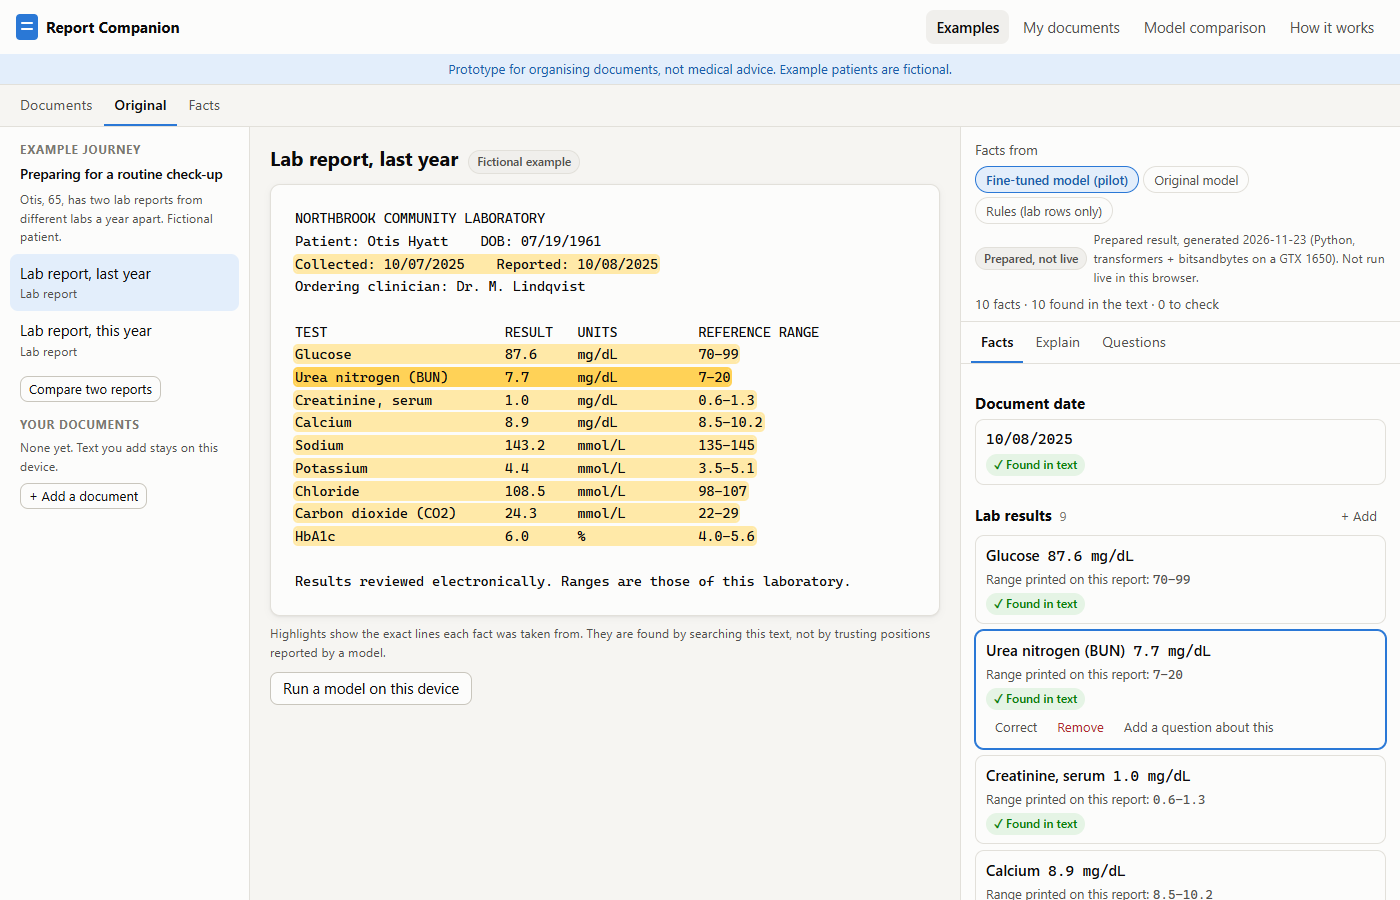 Report Companion
Examples
My documents
Model comparison
How it works
Prototype for organising documents, not medical advice. Example patients are fictional.
Documents
Original
Facts
EXAMPLE JOURNEY
Preparing for a routine check-up
Otis, 65, has two lab reports from
different labs a year apart. Fictional
patient.
Lab report, last year
Lab report
Lab report, this year
Lab report
Compare two reports
YOUR DOCUMENTS
None yet. Text you add stays on this
device.
+ Add a document
Lab report, last year
Fictional example
NORTHBROOK COMMUNITY LABORATORY
Patient: Otis Hyatt DOB: 07/19/1961
Collected: 10/07/2025 Reported: 10/08/2025
Ordering clinician: Dr. M. Lindqvist
TEST RESULT UNITS REFERENCE RANGE
Glucose 87.6 mg/dL 70–99
Urea nitrogen (BUN) 7.7 mg/dL 7–20
Creatinine, serum 1.0 mg/dL 0.6–1.3
Calcium 8.9 mg/dL 8.5–10.2
Sodium 143.2 mmol/L 135–145
Potassium 4.4 mmol/L 3.5–5.1
Chloride 108.5 mmol/L 98–107
Carbon dioxide (CO2) 24.3 mmol/L 22–29
HbA1c 6.0 % 4.0–5.6
Results reviewed electronically. Ranges are those of this laboratory.
Highlights show the exact lines each fact was taken from. They are found by searching this text, not by trusting positions
reported by a model.
Run a model on this device
Facts from
Fine-tuned model (pilot)
Original model
Rules (lab rows only)
Prepared, not live
Prepared result, generated 2026-11-23 (Python,
transformers + bitsandbytes on a GTX 1650). Not run
live in this browser.
10 facts · 10 found in the text · 0 to check
Facts
Explain
Questions
Document date
10/08/2025
✓ Found in text
Lab results 9
+ Add
Glucose 87.6 mg/dL
Range printed on this report: 70–99
✓ Found in text
Urea nitrogen (BUN) 7.7 mg/dL
Range printed on this report: 7–20
✓ Found in text
Correct
Remove
Add a question about this
Creatinine, serum 1.0 mg/dL
Range printed on this report: 0.6–1.3
✓ Found in text
Calcium 8.9 mg/dL
Range printed on this report: 8.5–10.2